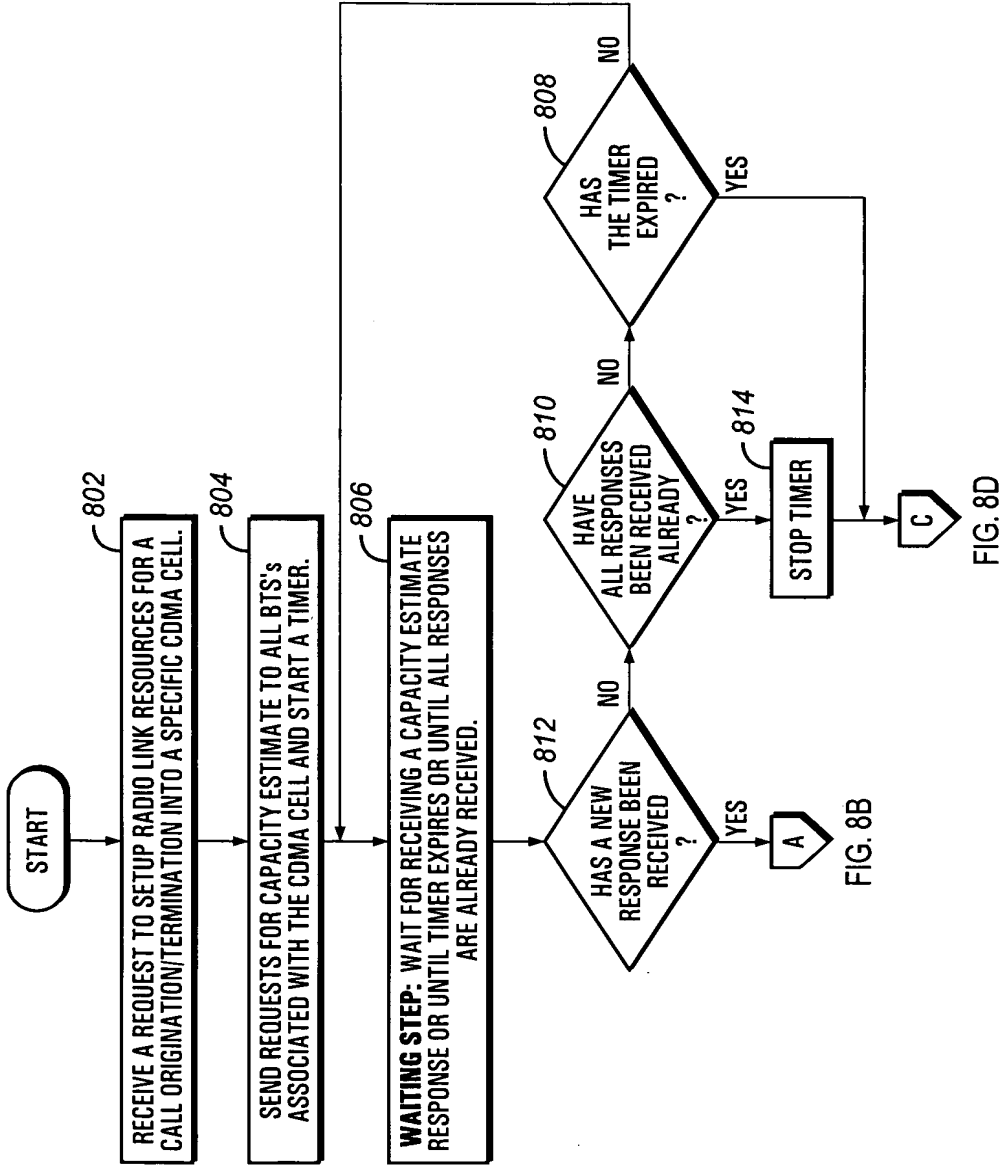 START
802
RECEIVE A REQUEST TO SETUP RADIO LINK RESOURCES FOR A
CALL ORIGINATION/TERMINATION INTO A SPECIFIC CDMA CELL.
804
SEND REQUESTS FOR CAPACITY ESTIMATE TO ALL BTS's
ASSOCIATED WITH THE CDMA CELL AND START A TIMER.
806
WAITING STEP: WAIT FOR RECEIVING A CAPACITY ESTIMATE
RESPONSE OR UNTIL TIMER EXPIRES OR UNTIL ALL RESPONSES
ARE ALREADY RECEIVED.
812
HAS A NEW
RESPONSE BEEN
RECEIVED
?
NO
YES
A
FIG. 8B
810
HAVE
ALL RESPONSES
BEEN RECEIVED
ALREADY
?
NO
YES
814
STOP TIMER
C
FIG. 8D
808
HAS
THE TIMER
EXPIRED
?
NO
YES